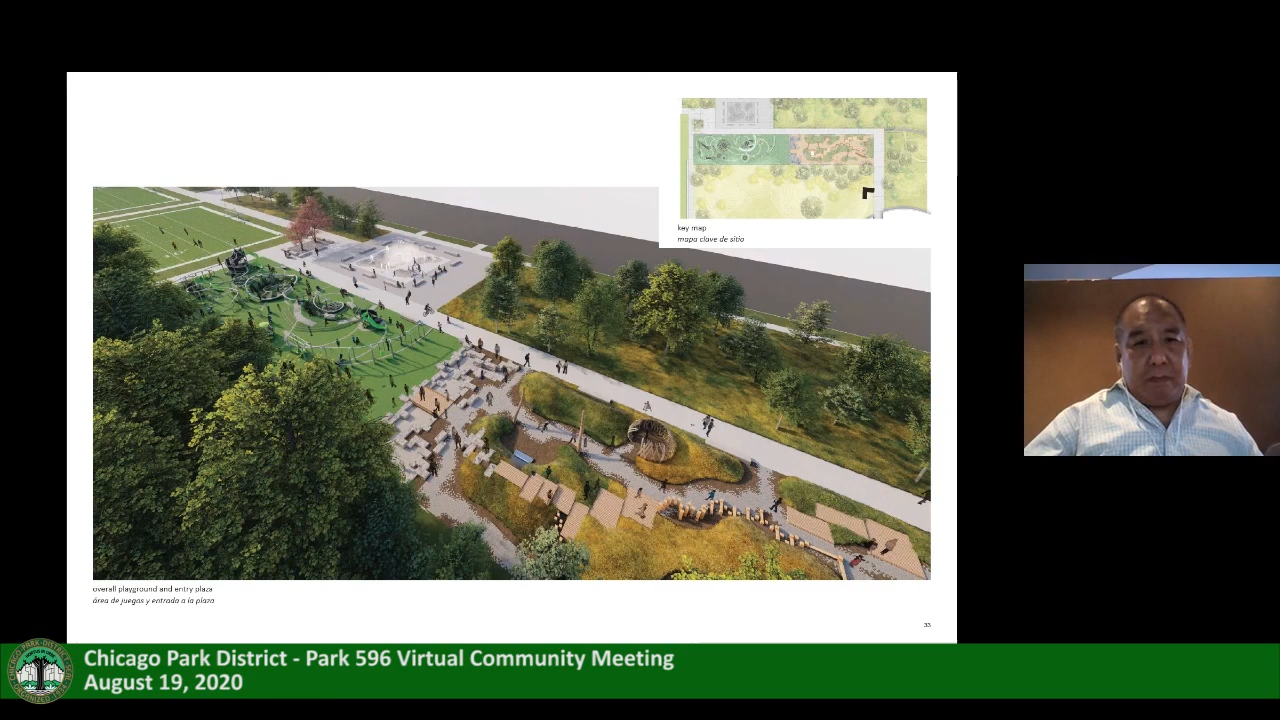 key map
mapa clave de sitio
overall playground and entry plaza
área de juegos y entrada a la plaza
33
Chicago Park District - Park 596 Virtual Community Meeting
August 19, 2020